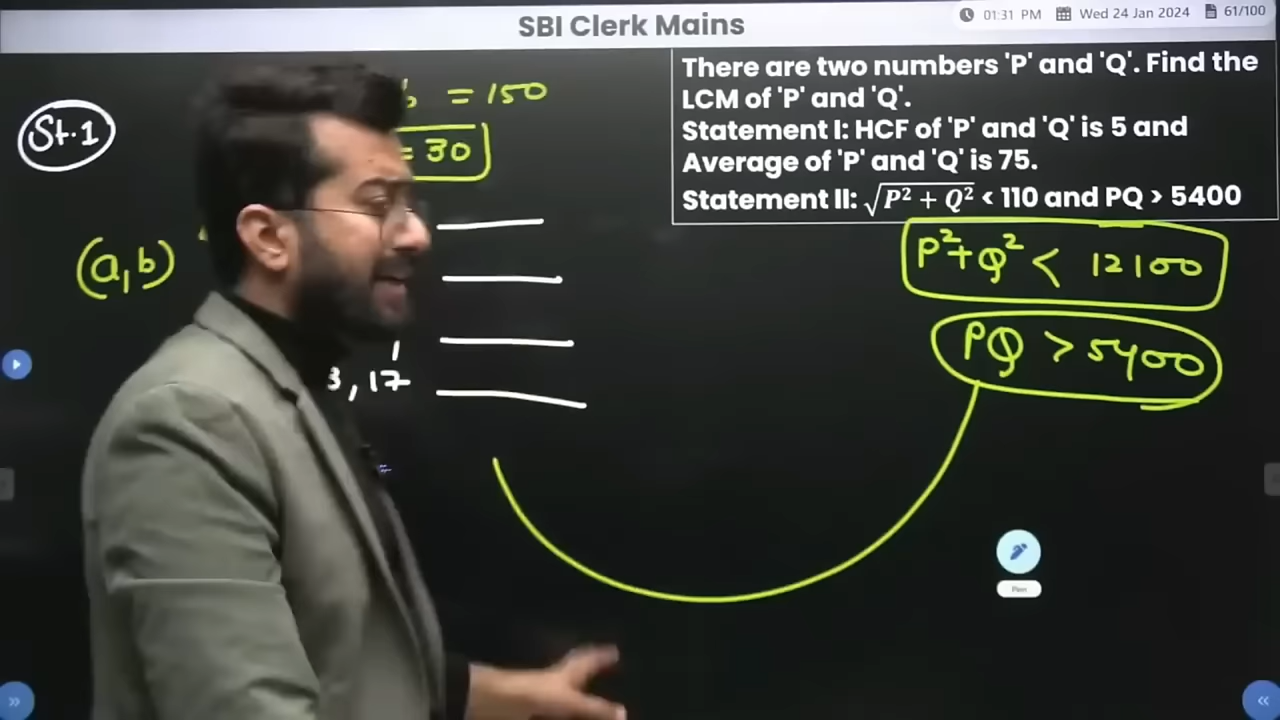 SBI Clerk Mains
01:31 PM Wed 24 Jan 2024 61/100
There are two numbers 'P' and 'Q'. Find the
LCM of 'P' and 'Q'.
Statement I: HCF of 'P' and 'Q' is 5 and
Average of 'P' and 'Q' is 75.
Statement II: √P² + Q² < 110 and PQ > 5400
St.1
= 150
= 30
(a,b)
1
3, 17
P²+Q² < 12100
PQ > 5400